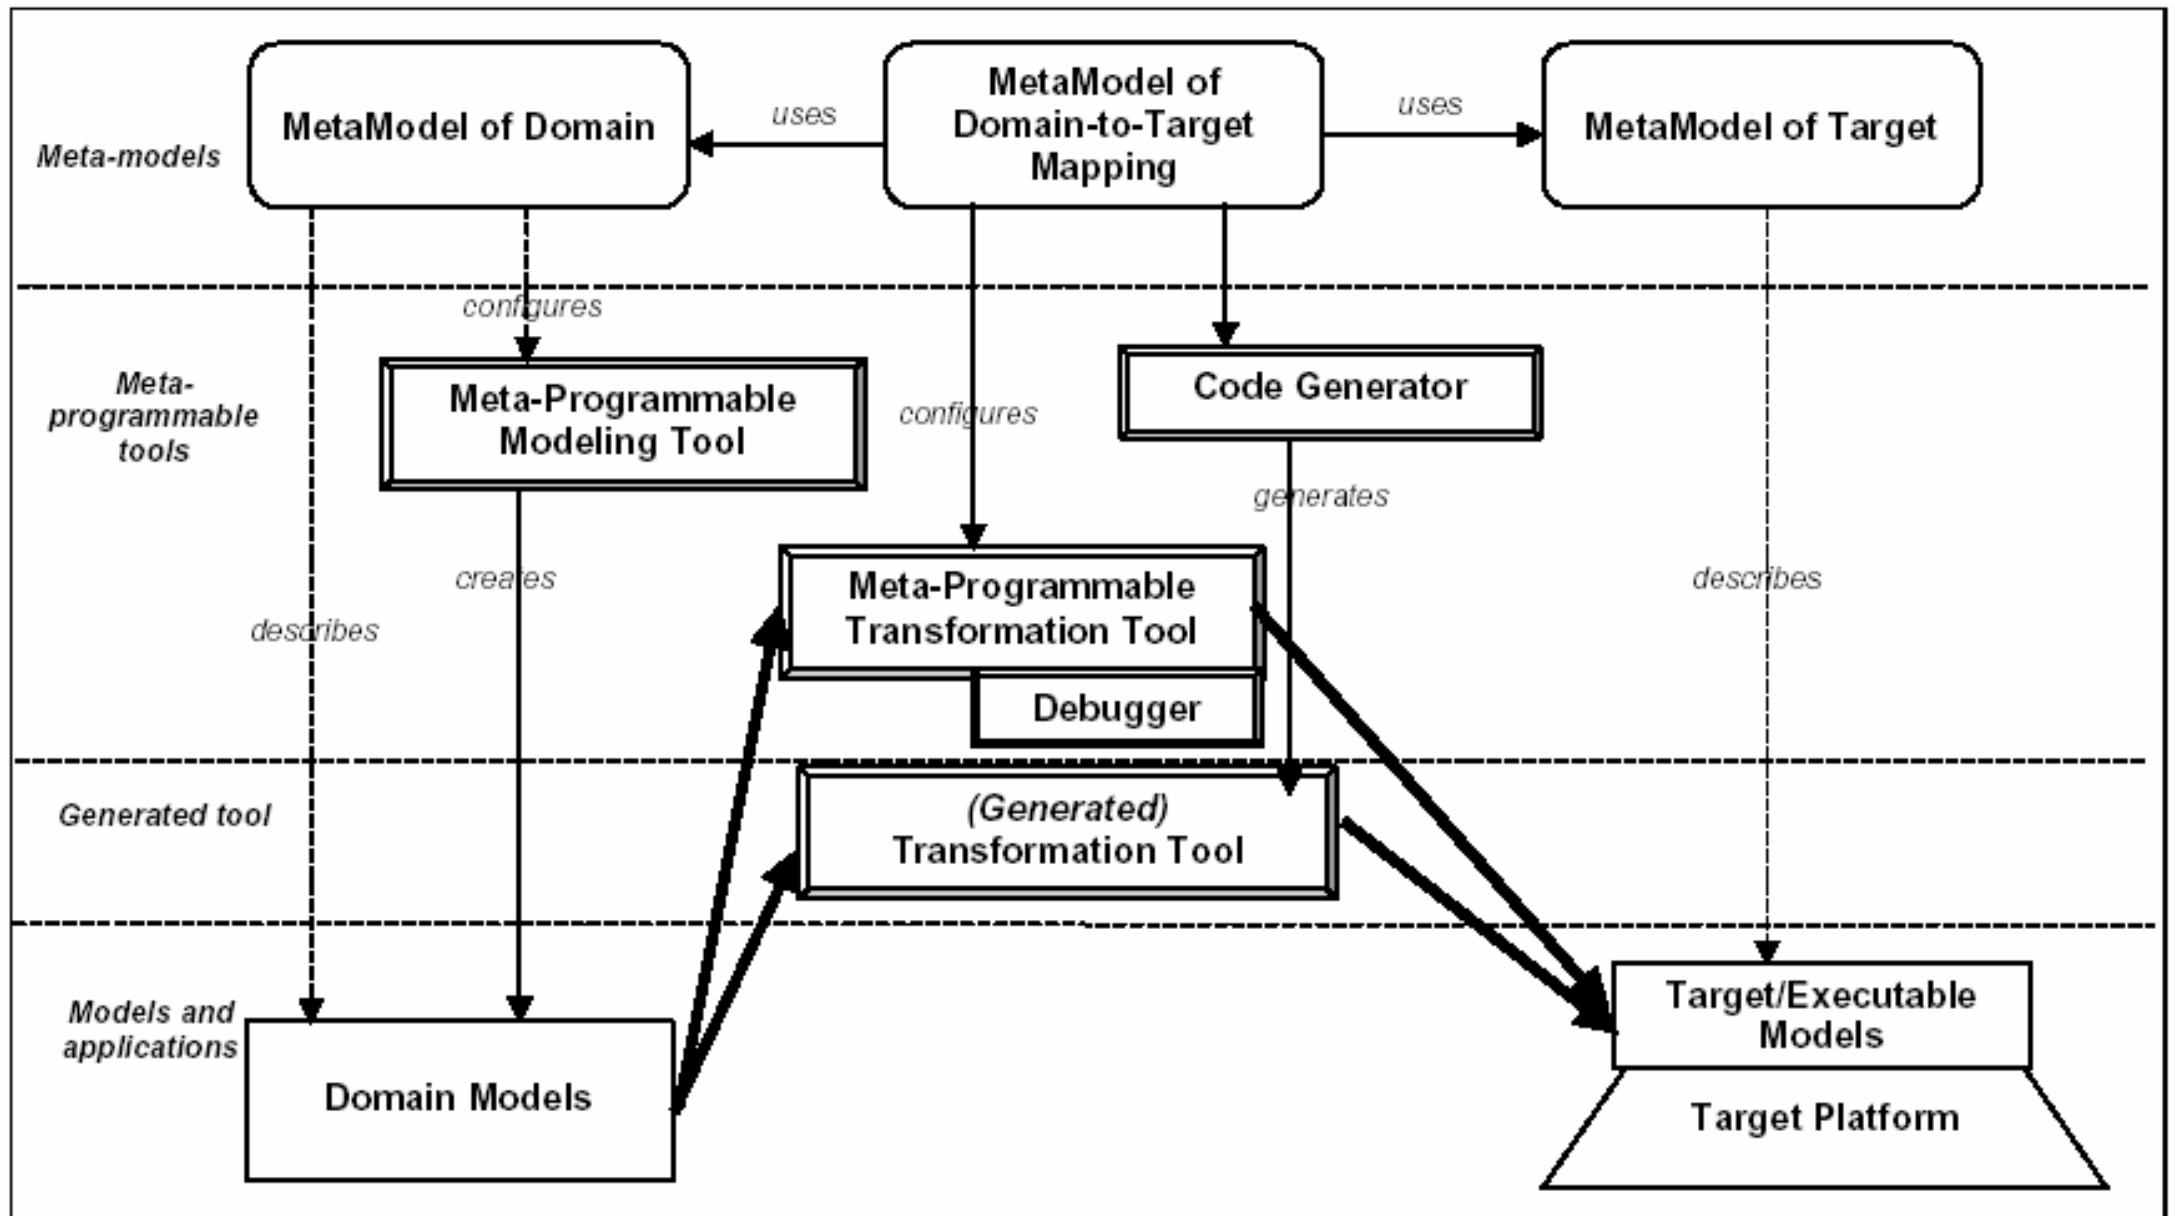 MetaModel of Domain
uses
MetaModel of
Domain-to-Target
Mapping
uses
MetaModel of Target
Meta-models
configures
Meta-
programmable
tools
Meta-Programmable
Modeling Tool
configures
Code Generator
generates
creates
describes
Meta-Programmable
Transformation Tool
describes
Debugger
Generated tool
(Generated)
Transformation Tool
Models and
applications
Domain Models
Target/Executable
Models
Target Platform